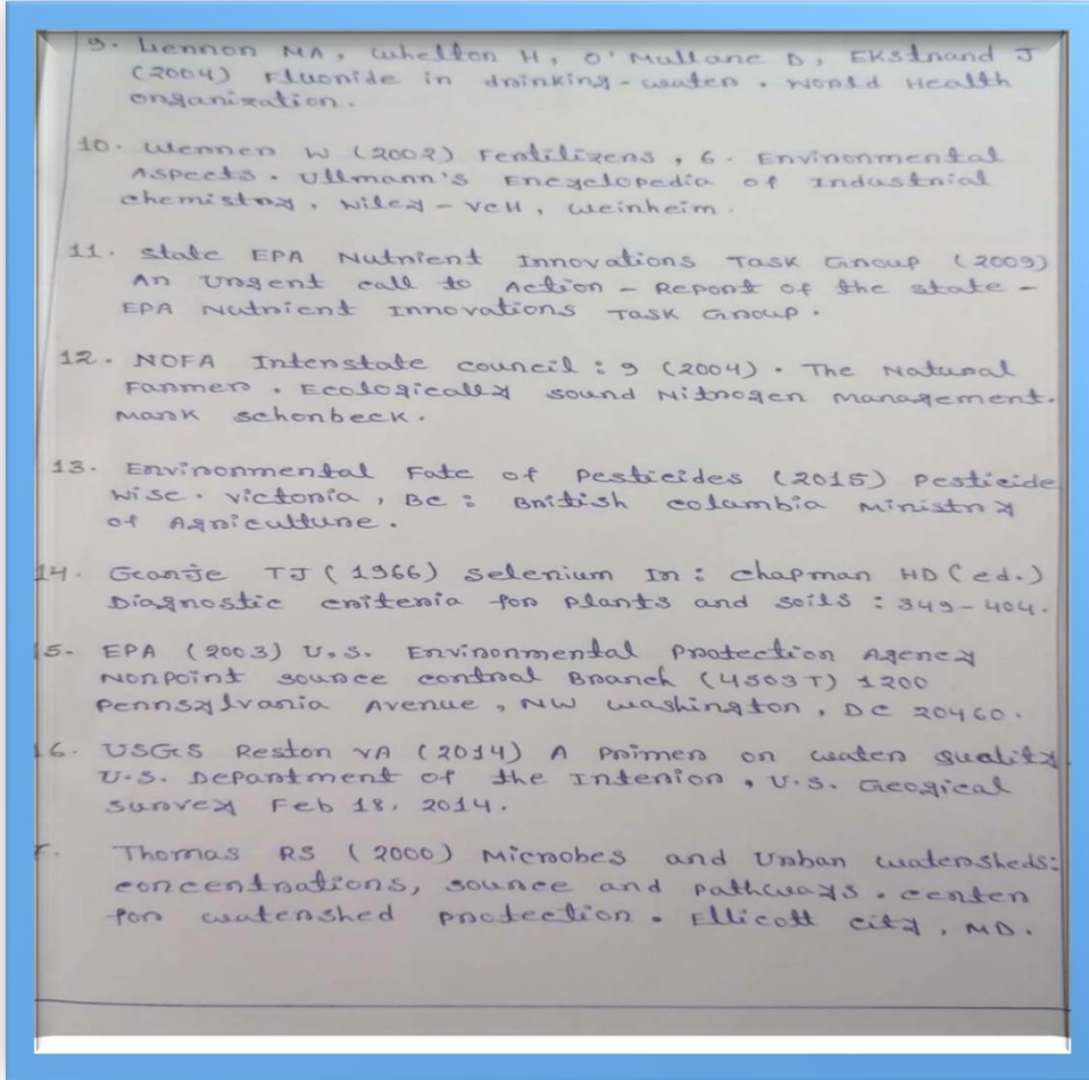 9. Lennon MA, Whelton H, O'Mullane D, Ekstrand J
(2004) Fluoride in drinking-water. World Health
organization.
10. Werner W (2002) Fertilizers, 6. Environmental
Aspects. Ullmann's Encyclopedia of Industrial
chemistry, Wiley-VCH, Weinheim.
11. State EPA Nutrient Innovations Task Group (2009)
An Urgent call to Action - Report of the state -
EPA Nutrient Innovations Task Group.
12. NOFA Interstate council: 9 (2004). The Natural
Farmer. Ecologically sound Nitrogen Management.
Mark Schonbeck.
13. Environmental Fate of Pesticides (2015) Pesticide
Wise. Victoria, BC: British Columbia Ministry
of Agriculture.
14. Geanje TJ (1966) Selenium In: Chapman HD (ed.)
Diagnostic criteria for plants and soils: 349-404.
15. EPA (2003) U.S. Environmental Protection Agency
Nonpoint source control Branch (4503T) 1200
Pennsylvania Avenue, NW Washington, DC 20460.
16. USGS Reston VA (2014) A Primer on water quality
U.S. Department of the Interior, U.S. Geogical
Survey Feb 18, 2014.
Thomas RS (2000) Microbes and Urban watersheds:
concentrations, source and pathways. center
for watershed protection. Ellicott city, MD.